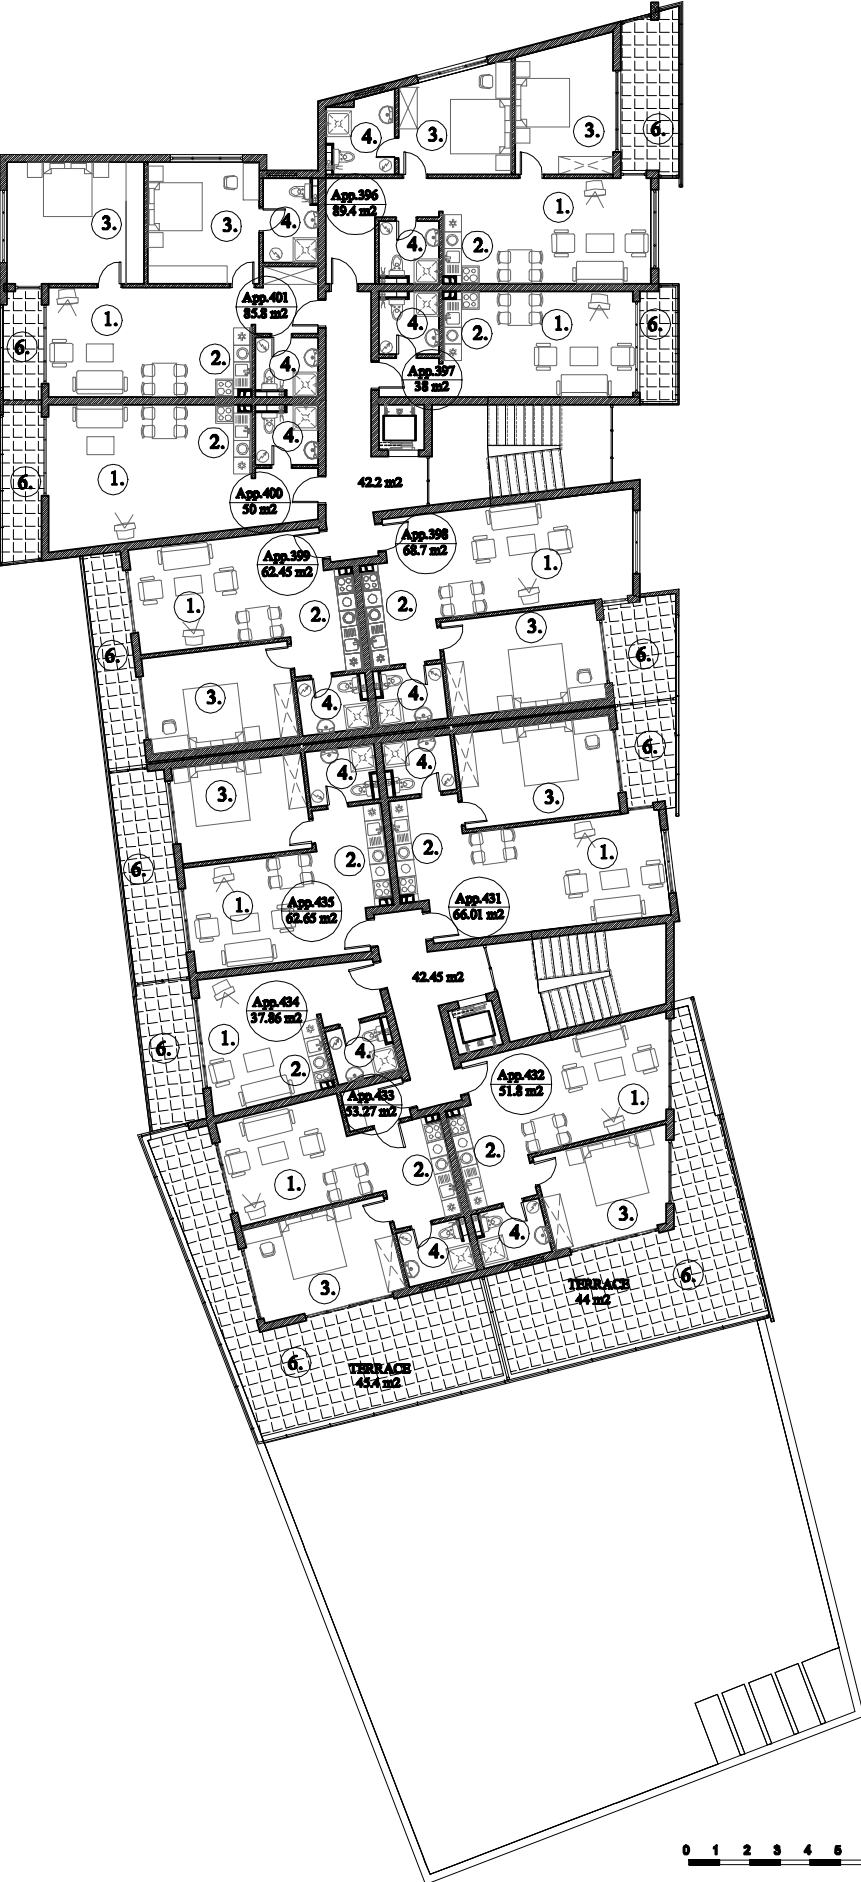 6.
3.
4.
3.
App.396
89.4 m2
1.
3.
3.
4.
4.
2.
App.401
85.8 m2
1.
4.
2.
1.
6.
6.
2.
4.
App.397
38 m2
2.
4.
1.
6.
42.2 m2
App.400
50 m2
App.398
68.7 m2
App.399
62.45 m2
1.
1.
2.
2.
3.
6.
6.
3.
4.
4.
6.
4.
4.
3.
3.
2.
2.
1.
6.
App.435
62.65 m2
1.
App.431
66.01 m2
42.45 m2
App.434
37.86 m2
1.
6.
4.
2.
App.432
51.8 m2
App.433
53.27 m2
1.
2.
2.
1.
3.
4.
4.
3.
6.
TERRACE
44 m2
6.
TERRACE
45.4 m2
0 1 2 3 4 5